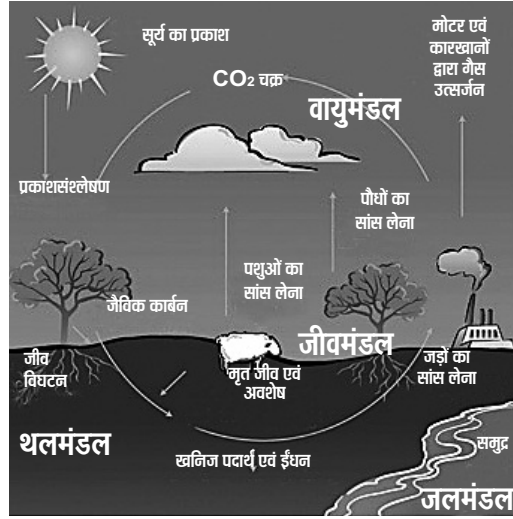 सूर्य का प्रकाश
मोटर एवं
कारखानों
द्वारा गैस
उत्सर्जन
CO₂ चक्र
वायुमंडल
प्रकाशसंश्लेषण
पौधों का
सांस लेना
पशुओं का
सांस लेना
जैविक कार्बन
जीवमंडल
जीव
विघटन
जड़ों का
सांस लेना
मृत जीव एवं
अवशेष
थलमंडल
खनिज पदार्थ एवं ईंधन
समुद्र
जलमंडल